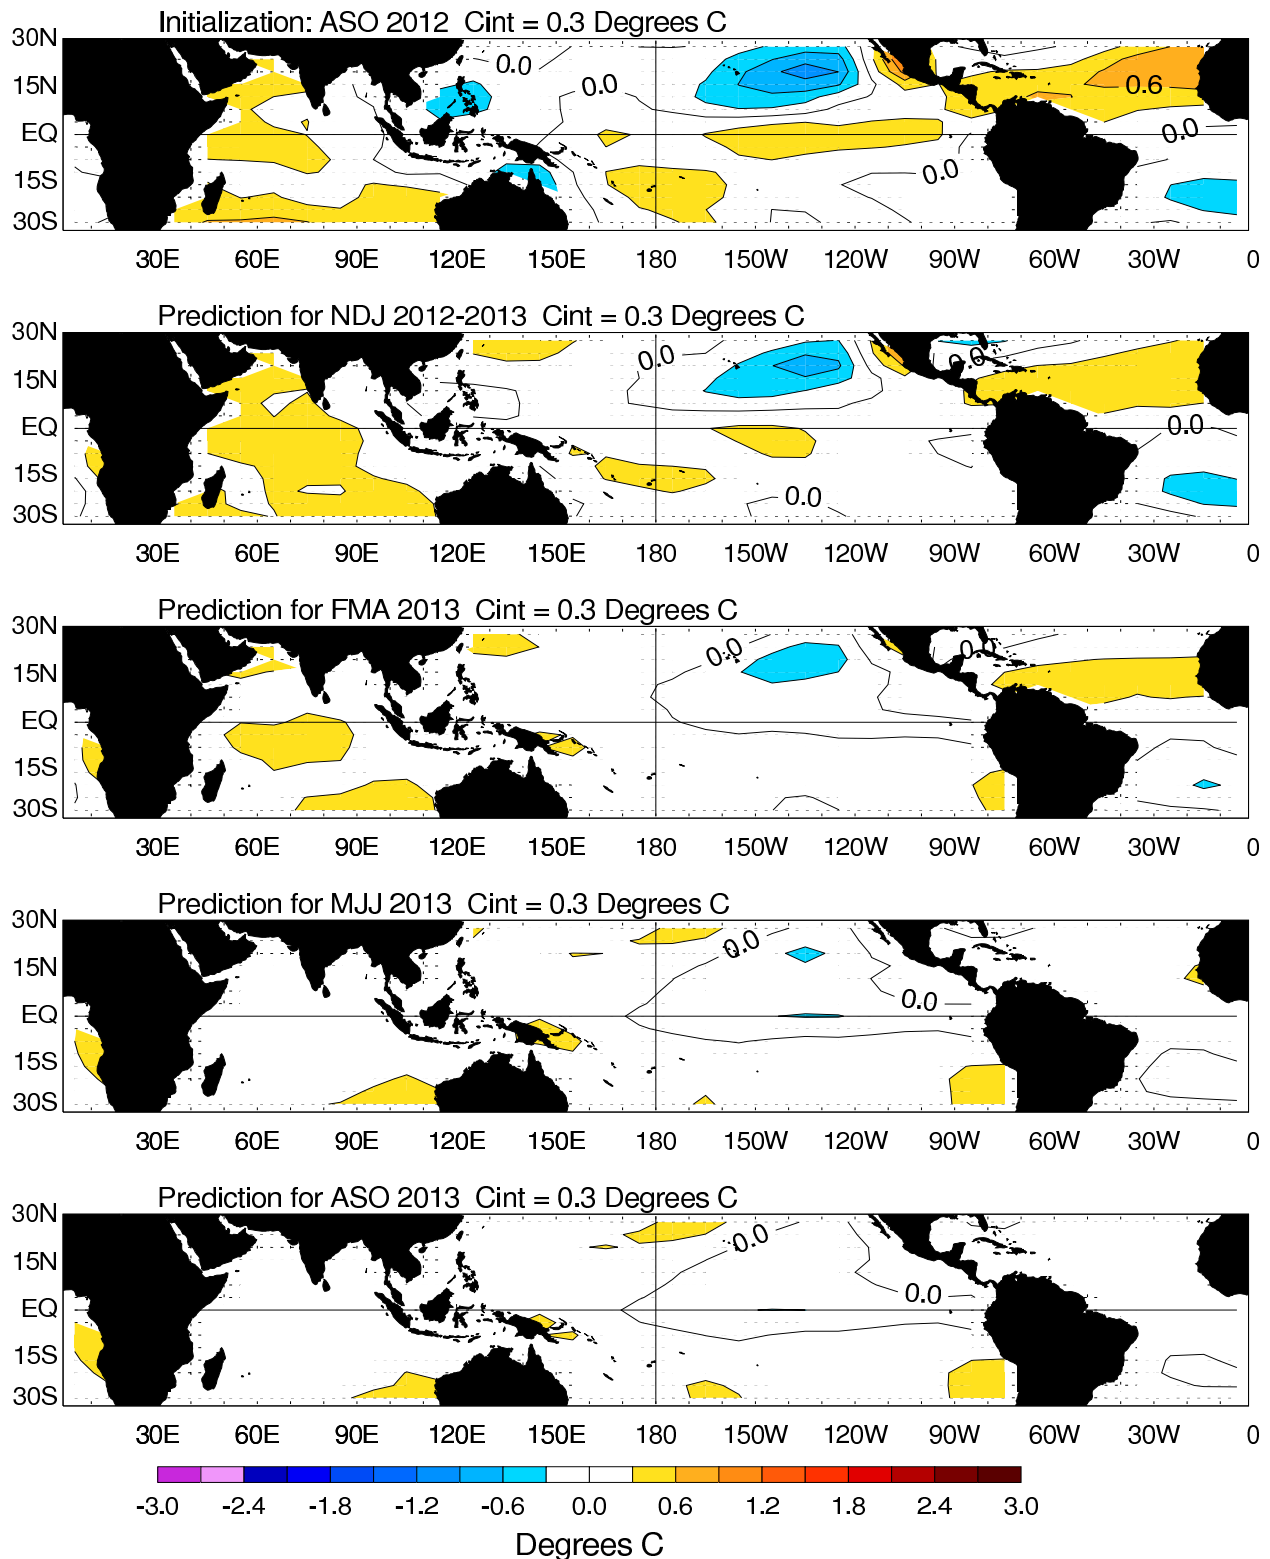 Initialization: ASO 2012  Cint = 0.3 Degrees C
30N
15N
EQ
15S
30S
0.0
0.0
0.6
0.0
0.0
30E 60E 90E 120E 150E 180 150W 120W 90W 60W 30W 0
Prediction for NDJ 2012-2013  Cint = 0.3 Degrees C
30N
15N
EQ
15S
30S
0.0
0.0
0.0
0.0
30E 60E 90E 120E 150E 180 150W 120W 90W 60W 30W 0
Prediction for FMA 2013  Cint = 0.3 Degrees C
30N
15N
EQ
15S
30S
0.0
0.0
30E 60E 90E 120E 150E 180 150W 120W 90W 60W 30W 0
Prediction for MJJ 2013  Cint = 0.3 Degrees C
30N
15N
EQ
15S
30S
0.0
0.0
30E 60E 90E 120E 150E 180 150W 120W 90W 60W 30W 0
Prediction for ASO 2013  Cint = 0.3 Degrees C
30N
15N
EQ
15S
30S
0.0
0.0
30E 60E 90E 120E 150E 180 150W 120W 90W 60W 30W 0
-3.0 -2.4 -1.8 -1.2 -0.6 0.0 0.6 1.2 1.8 2.4 3.0
Degrees C